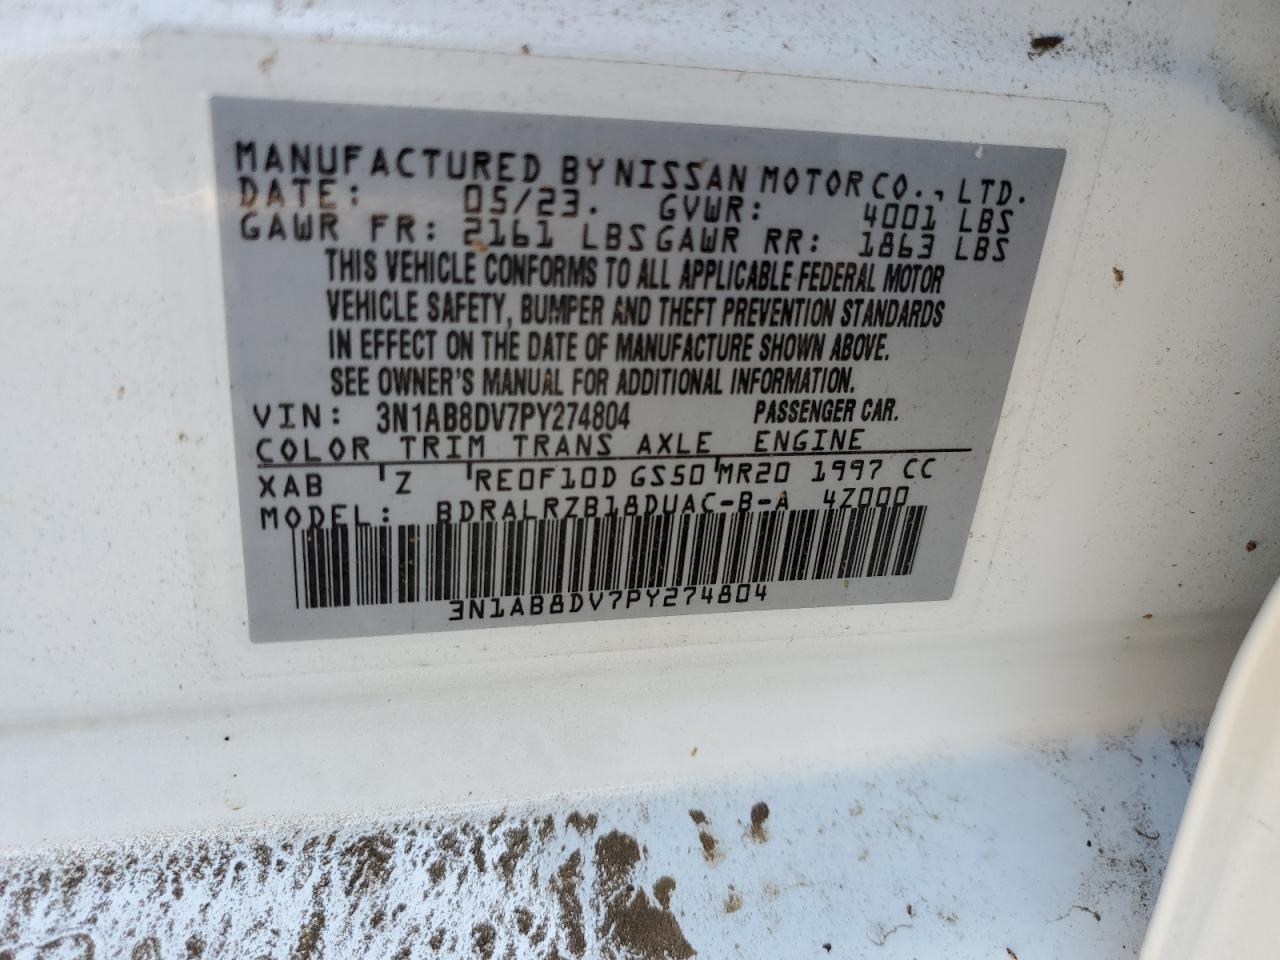 MANUFACTURED BY NISSAN MOTOR CO., LTD.
DATE: 05/23. GVWR: 4001 LBS
GAWR FR: 2161 LBS GAWR RR: 1863 LBS
THIS VEHICLE CONFORMS TO ALL APPLICABLE FEDERAL MOTOR
VEHICLE SAFETY, BUMPER AND THEFT PREVENTION STANDARDS
IN EFFECT ON THE DATE OF MANUFACTURE SHOWN ABOVE.
SEE OWNER'S MANUAL FOR ADDITIONAL INFORMATION.
VIN: 3N1AB8DV7PY274804 PASSENGER CAR.
COLOR TRIM TRANS AXLE ENGINE
XAB Z RE0F10D GS50 MR20 1997 CC
MODEL: BDRALRZB18DUAC-B-A 4Z000
3N1AB8DV7PY274804